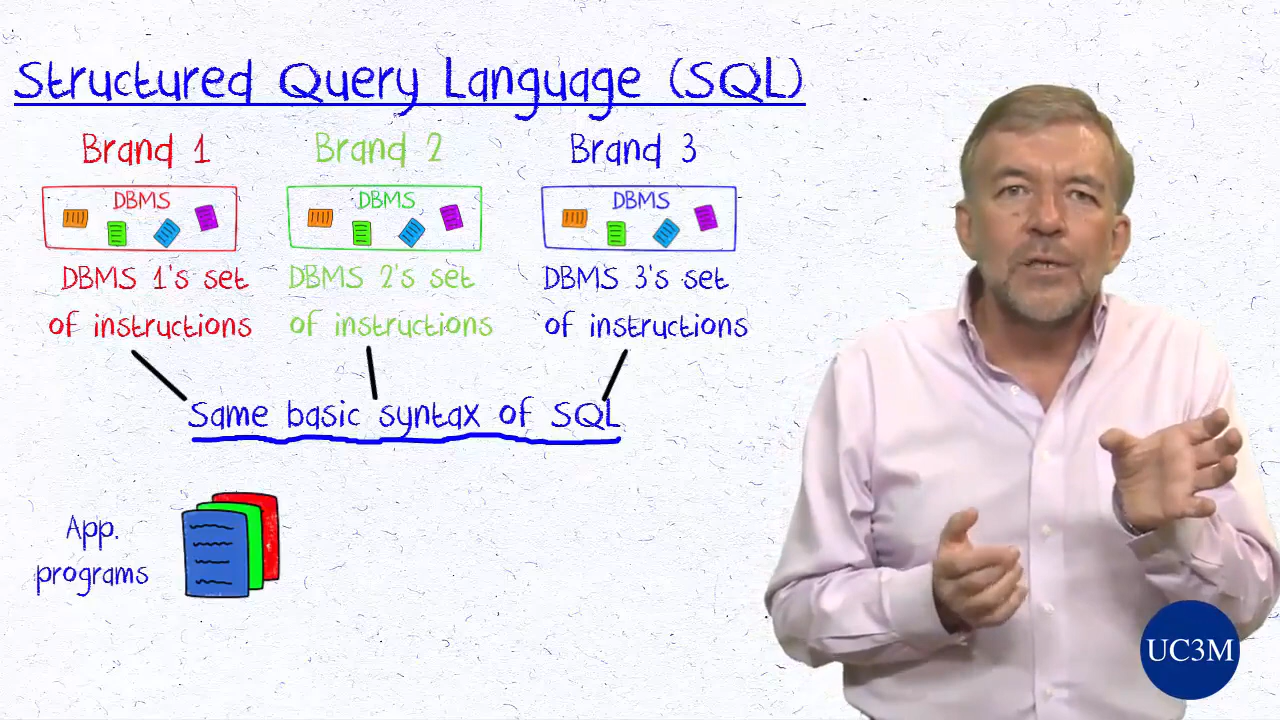 Structured Query Language (SQL)
Brand 1
Brand 2
Brand 3
DBMS
DBMS
DBMS
DBMS 1's set
of instructions
DBMS 2's set
of instructions
DBMS 3's set
of instructions
Same basic syntax of SQL
App.
programs
UC3M